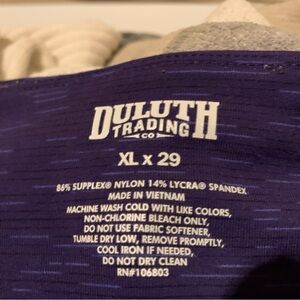 DULUTH
TRADING
CO
XL x 29
86% SUPPLEX® NYLON 14% LYCRA® SPANDEX
MADE IN VIETNAM
MACHINE WASH COLD WITH LIKE COLORS,
NON-CHLORINE BLEACH ONLY,
DO NOT USE FABRIC SOFTENER,
TUMBLE DRY LOW, REMOVE PROMPTLY,
COOL IRON IF NEEDED,
DO NOT DRY CLEAN
RN#106803